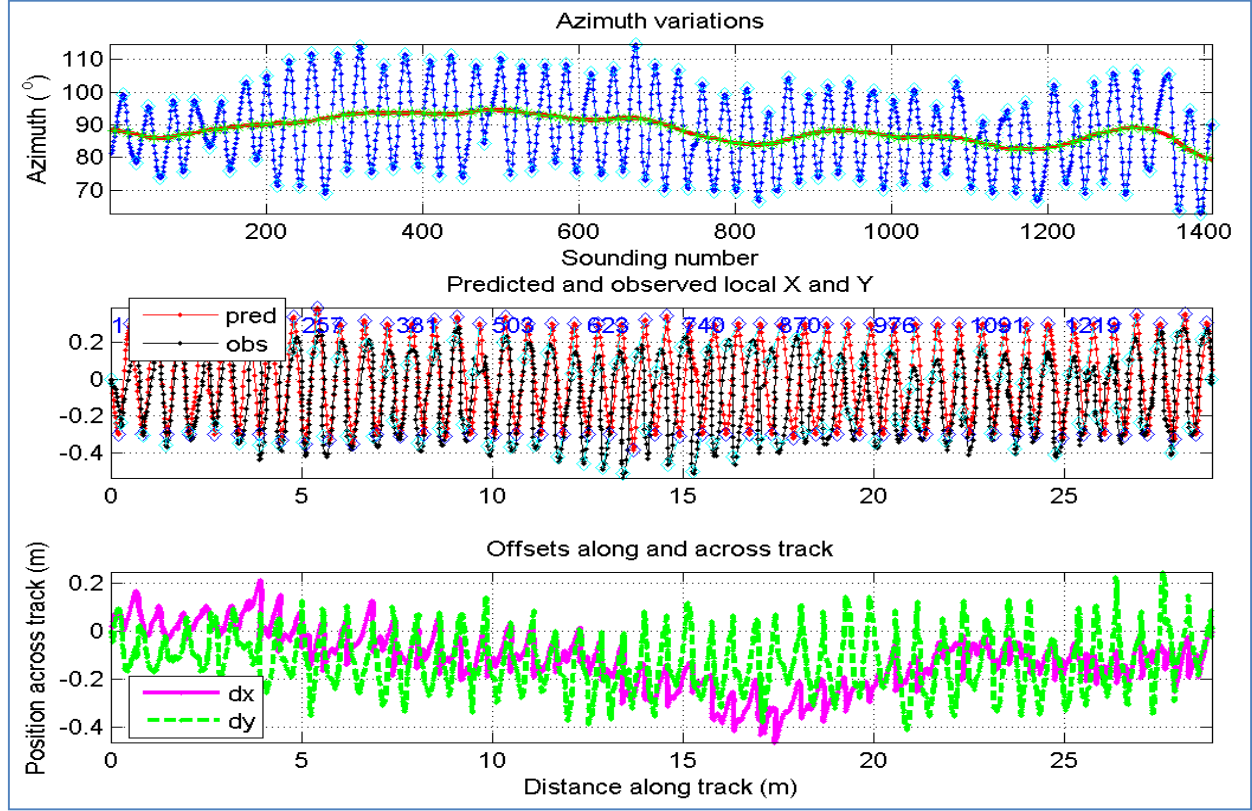 Azimuth variations
110
100
90
80
70
Azimuth ( °)
200 400 600 800 1000 1200 1400
Sounding number
Predicted and observed local X and Y
pred
obs
257 381 503 623 740 870 976 1091 1219
0.2
0
-0.2
-0.4
0 5 10 15 20 25
Offsets along and across track
0.2
0
-0.2
-0.4
Position across track (m)
dx
dy
0 5 10 15 20 25
Distance along track (m)